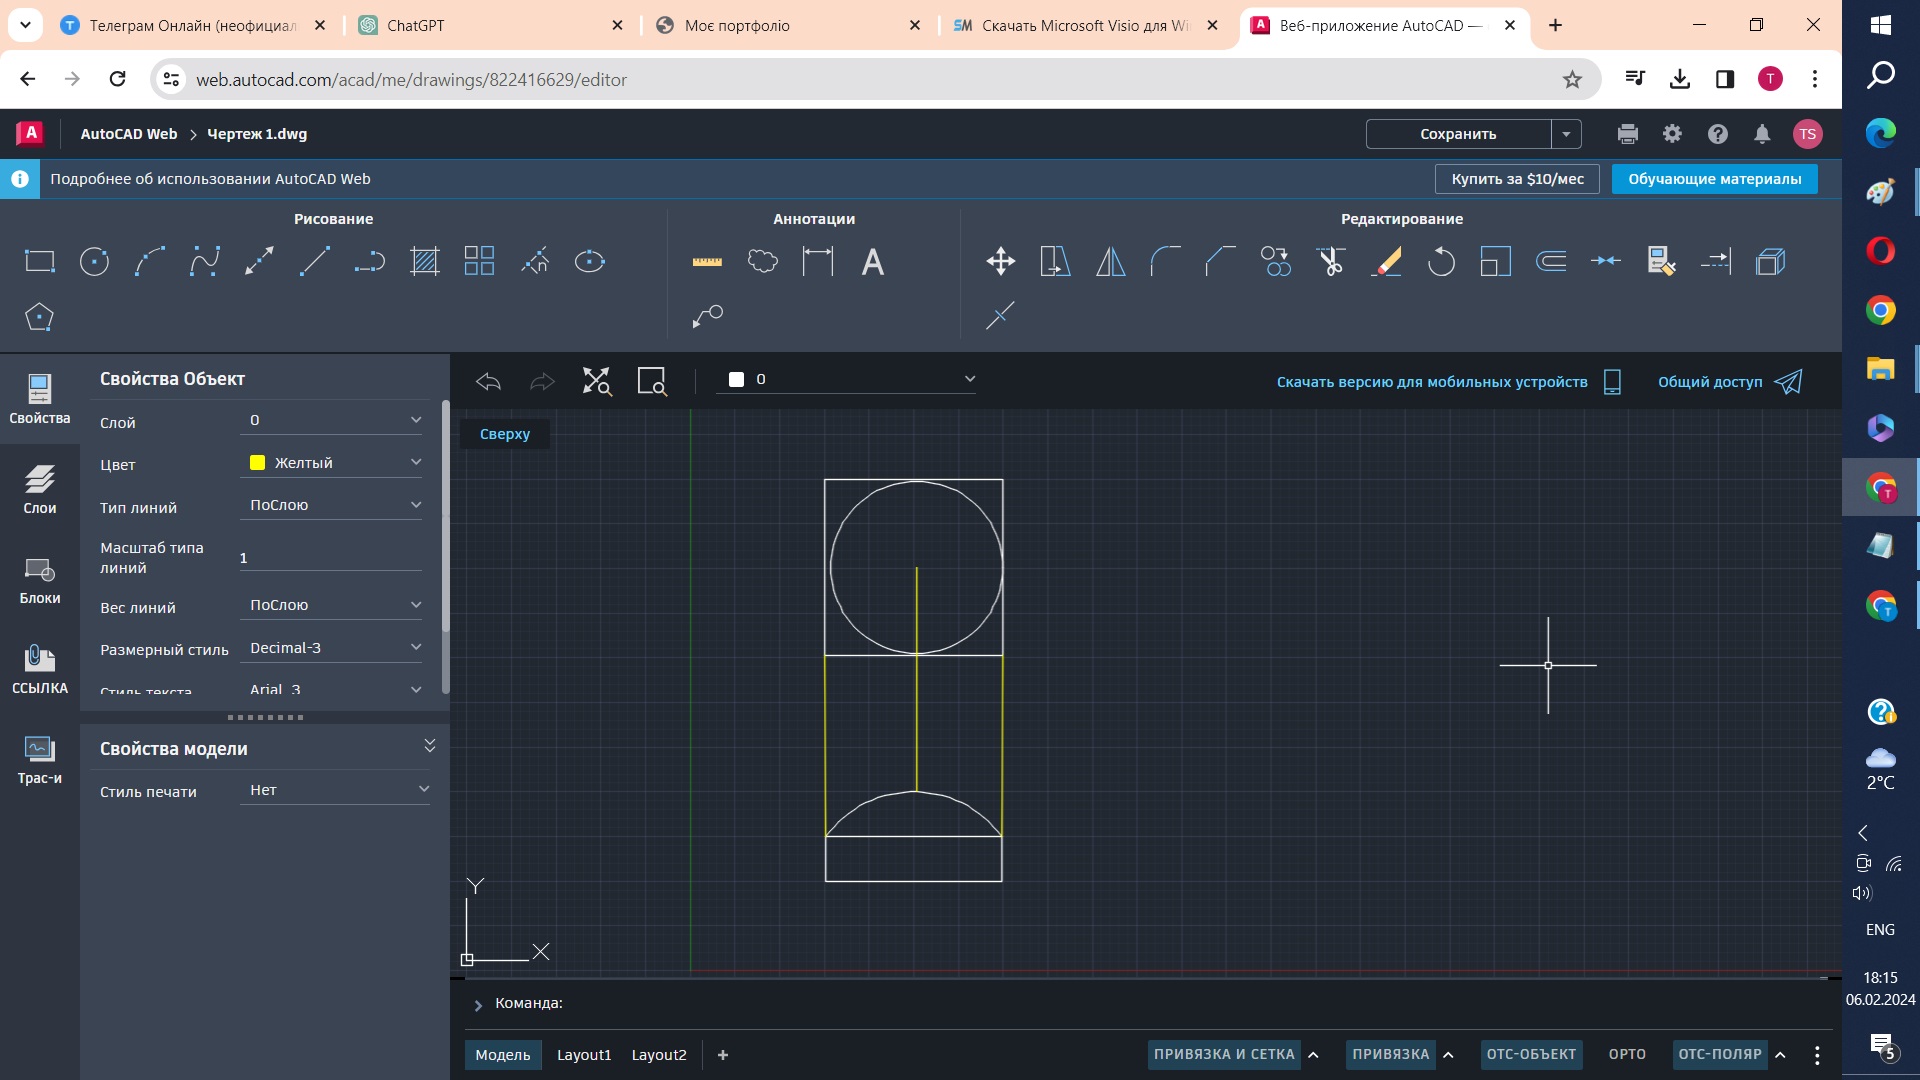 Телеграм Онлайн (неофициал
ChatGPT
Моє портфоліо
SM Скачать Microsoft Visio для Wi
A Веб-приложение AutoCAD —
web.autocad.com/acad/me/drawings/822416629/editor
T
A AutoCAD Web > Чертеж 1.dwg
Сохранить
TS
Подробнее об использовании AutoCAD Web
Купить за $10/мес
Обучающие материалы
Рисование
Аннотации
Редактирование
A
Свойства
Слои
Блоки
ССЫЛКА
Трас-и
Свойства Объект
Слой 0
Цвет Желтый
Тип линий ПоСлою
Масштаб типа линий 1
Вес линий ПоСлою
Размерный стиль Decimal-3
Стиль текста Arial_3
Свойства модели
Стиль печати Нет
0
Скачать версию для мобильных устройств
Общий доступ
Сверху
Y
X
Команда:
Модель Layout1 Layout2 +
ПРИВЯЗКА И СЕТКА ПРИВЯЗКА ОТС-ОБЪЕКТ ОРТО ОТС-ПОЛЯР
T
T
2°C
ENG
18:15
06.02.2024
5